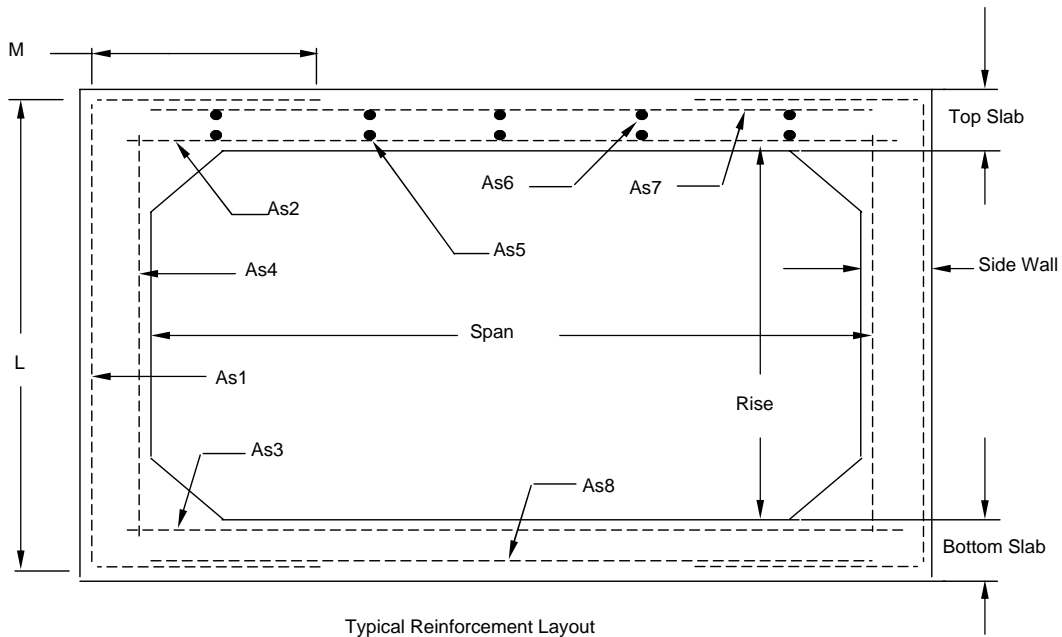 M
Top Slab
As6
As7
As2
As5
As4
Side Wall
Span
L
As1
Rise
As3
As8
Bottom Slab
Typical Reinforcement Layout